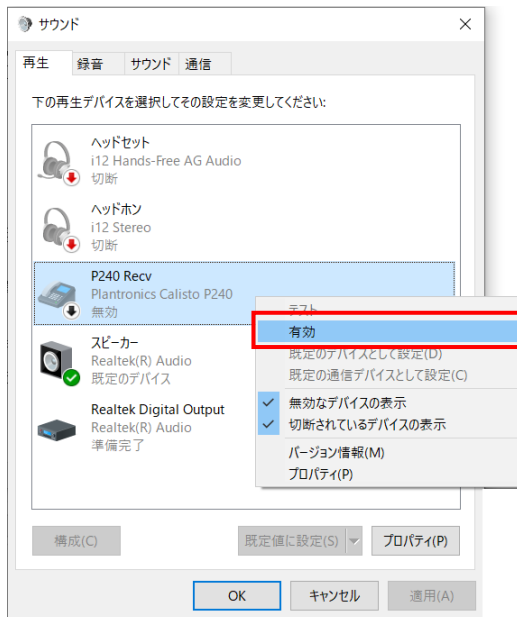 サウンド
再生 録音 サウンド 通信
下の再生デバイスを選択してその設定を変更してください:
ヘッドセット
i12 Hands-Free AG Audio
切断
ヘッドホン
i12 Stereo
切断
P240 Recv
Plantronics Calisto P240
無効
スピーカー
Realtek(R) Audio
既定のデバイス
Realtek Digital Output
Realtek(R) Audio
準備完了
テスト
有効
既定のデバイスとして設定(D)
既定の通信デバイスとして設定(C)
無効なデバイスの表示
切断されているデバイスの表示
バージョン情報(M)
プロパティ(P)
構成(C) 既定値に設定(S) プロパティ(P)
OK キャンセル 適用(A)